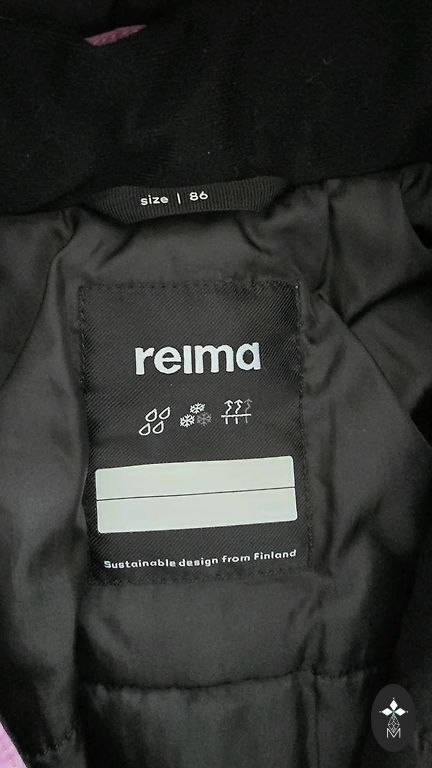 size | 86
reima
Sustainable design from Finland
M